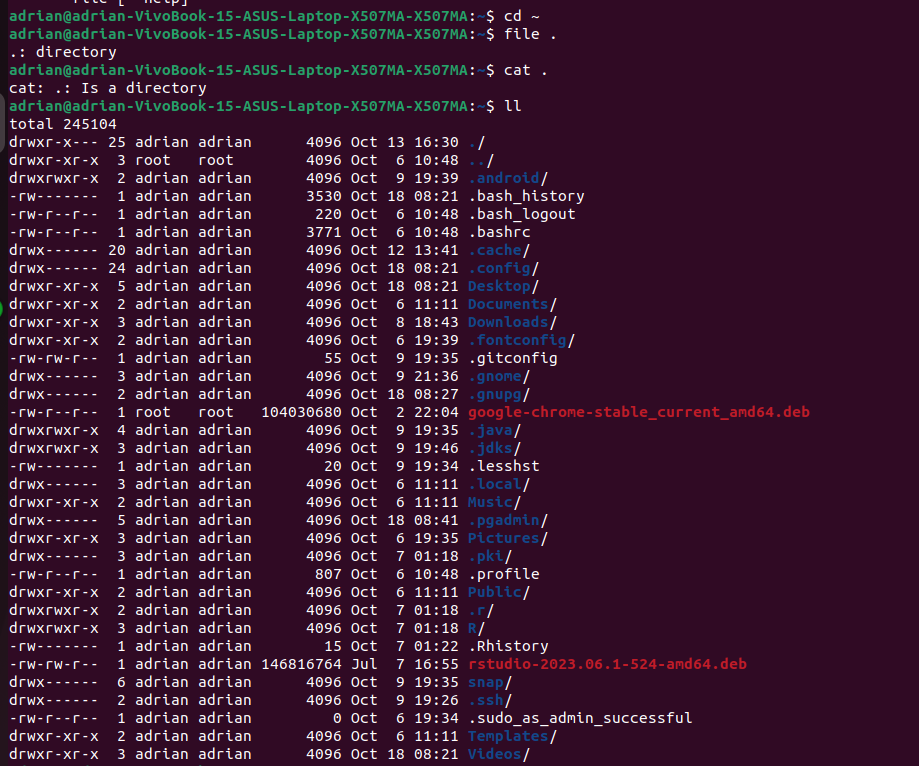 file [--help]
adrian@adrian-VivoBook-15-ASUS-Laptop-X507MA-X507MA:~$ cd ~
adrian@adrian-VivoBook-15-ASUS-Laptop-X507MA-X507MA:~$ file .
.: directory
adrian@adrian-VivoBook-15-ASUS-Laptop-X507MA-X507MA:~$ cat .
cat: .: Is a directory
adrian@adrian-VivoBook-15-ASUS-Laptop-X507MA-X507MA:~$ ll
total 245104
drwxr-x--- 25 adrian adrian      4096 Oct 13 16:30 ./
drwxr-xr-x  3 root   root        4096 Oct  6 10:48 ../
drwxrwxr-x  2 adrian adrian      4096 Oct  9 19:39 .android/
-rw-------  1 adrian adrian      3530 Oct 18 08:21 .bash_history
-rw-r--r--  1 adrian adrian       220 Oct  6 10:48 .bash_logout
-rw-r--r--  1 adrian adrian      3771 Oct  6 10:48 .bashrc
drwx------ 20 adrian adrian      4096 Oct 12 13:41 .cache/
drwx------ 24 adrian adrian      4096 Oct 18 08:21 .config/
drwxr-xr-x  5 adrian adrian      4096 Oct 18 08:21 Desktop/
drwxr-xr-x  2 adrian adrian      4096 Oct  6 11:11 Documents/
drwxr-xr-x  3 adrian adrian      4096 Oct  8 18:43 Downloads/
drwxr-xr-x  2 adrian adrian      4096 Oct  6 19:39 .fontconfig/
-rw-rw-r--  1 adrian adrian        55 Oct  9 19:35 .gitconfig
drwx------  3 adrian adrian      4096 Oct  9 21:36 .gnome/
drwx------  2 adrian adrian      4096 Oct 18 08:27 .gnupg/
-rw-r--r--  1 root   root   104030680 Oct  2 22:04 google-chrome-stable_current_amd64.deb
drwxrwxr-x  4 adrian adrian      4096 Oct  9 19:35 .java/
drwxrwxr-x  3 adrian adrian      4096 Oct  9 19:46 .jdks/
-rw-------  1 adrian adrian        20 Oct  9 19:34 .lesshst
drwx------  3 adrian adrian      4096 Oct  6 11:11 .local/
drwxr-xr-x  2 adrian adrian      4096 Oct  6 11:11 Music/
drwx------  5 adrian adrian      4096 Oct 18 08:41 .pgadmin/
drwxr-xr-x  3 adrian adrian      4096 Oct  6 19:35 Pictures/
drwx------  3 adrian adrian      4096 Oct  7 01:18 .pki/
-rw-r--r--  1 adrian adrian       807 Oct  6 10:48 .profile
drwxr-xr-x  2 adrian adrian      4096 Oct  6 11:11 Public/
drwxrwxr-x  2 adrian adrian      4096 Oct  7 01:18 .r/
drwxrwxr-x  3 adrian adrian      4096 Oct  7 01:18 R/
-rw-------  1 adrian adrian        15 Oct  7 01:22 .Rhistory
-rw-rw-r--  1 adrian adrian 146816764 Jul  7 16:55 rstudio-2023.06.1-524-amd64.deb
drwx------  6 adrian adrian      4096 Oct  9 19:35 snap/
drwx------  2 adrian adrian      4096 Oct  9 19:26 .ssh/
-rw-r--r--  1 adrian adrian         0 Oct  6 19:34 .sudo_as_admin_successful
drwxr-xr-x  2 adrian adrian      4096 Oct  6 11:11 Templates/
drwxr-xr-x  3 adrian adrian      4096 Oct 18 08:21 Videos/